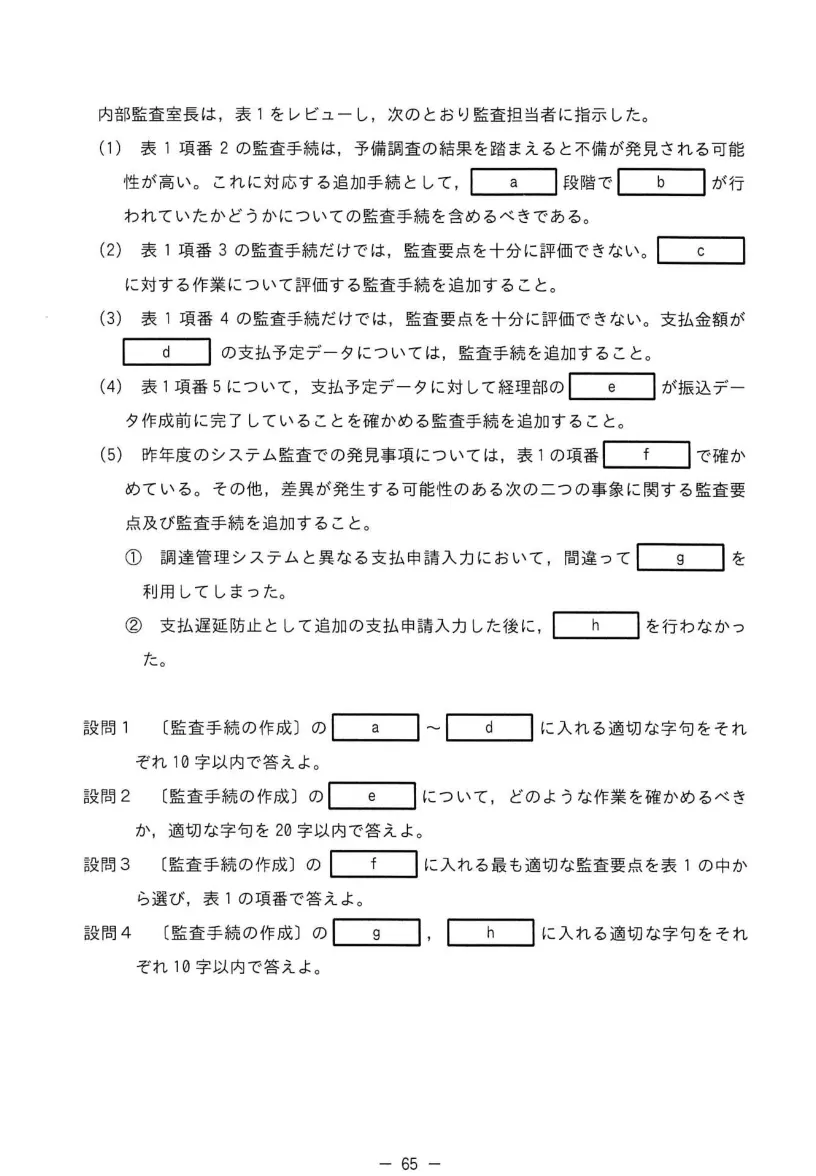 内部監査室長は，表1をレビューし，次のとおり監査担当者に指示した。
(1) 表1項番2の監査手続は，予備調査の結果を踏まえると不備が発見される可能
性が高い。これに対応する追加手続として， a 段階で b が行
われていたかどうかについての監査手続を含めるべきである。
(2) 表1項番3の監査手続だけでは，監査要点を十分に評価できない。 c
に対する作業について評価する監査手続を追加すること。
(3) 表1項番4の監査手続だけでは，監査要点を十分に評価できない。支払金額が
d の支払予定データについては，監査手続を追加すること。
(4) 表1項番5について，支払予定データに対して経理部の e が振込デー
タ作成前に完了していることを確かめる監査手続を追加すること。
(5) 昨年度のシステム監査での発見事項については，表1の項番 f で確か
めている。その他，差異が発生する可能性のある次の二つの事象に関する監査要
点及び監査手続を追加すること。
① 調達管理システムと異なる支払申請入力において，間違って g を
利用してしまった。
② 支払遅延防止として追加の支払申請入力した後に， h を行わなかっ
た。
設問1 〔監査手続の作成〕の a ～ d に入れる適切な字句をそれ
ぞれ10字以内で答えよ。
設問2 〔監査手続の作成〕の e について，どのような作業を確かめるべき
か，適切な字句を20字以内で答えよ。
設問3 〔監査手続の作成〕の f に入れる最も適切な監査要点を表1の中か
ら選び，表1の項番で答えよ。
設問4 〔監査手続の作成〕の g ， h に入れる適切な字句をそれ
ぞれ10字以内で答えよ。
－ 65 －